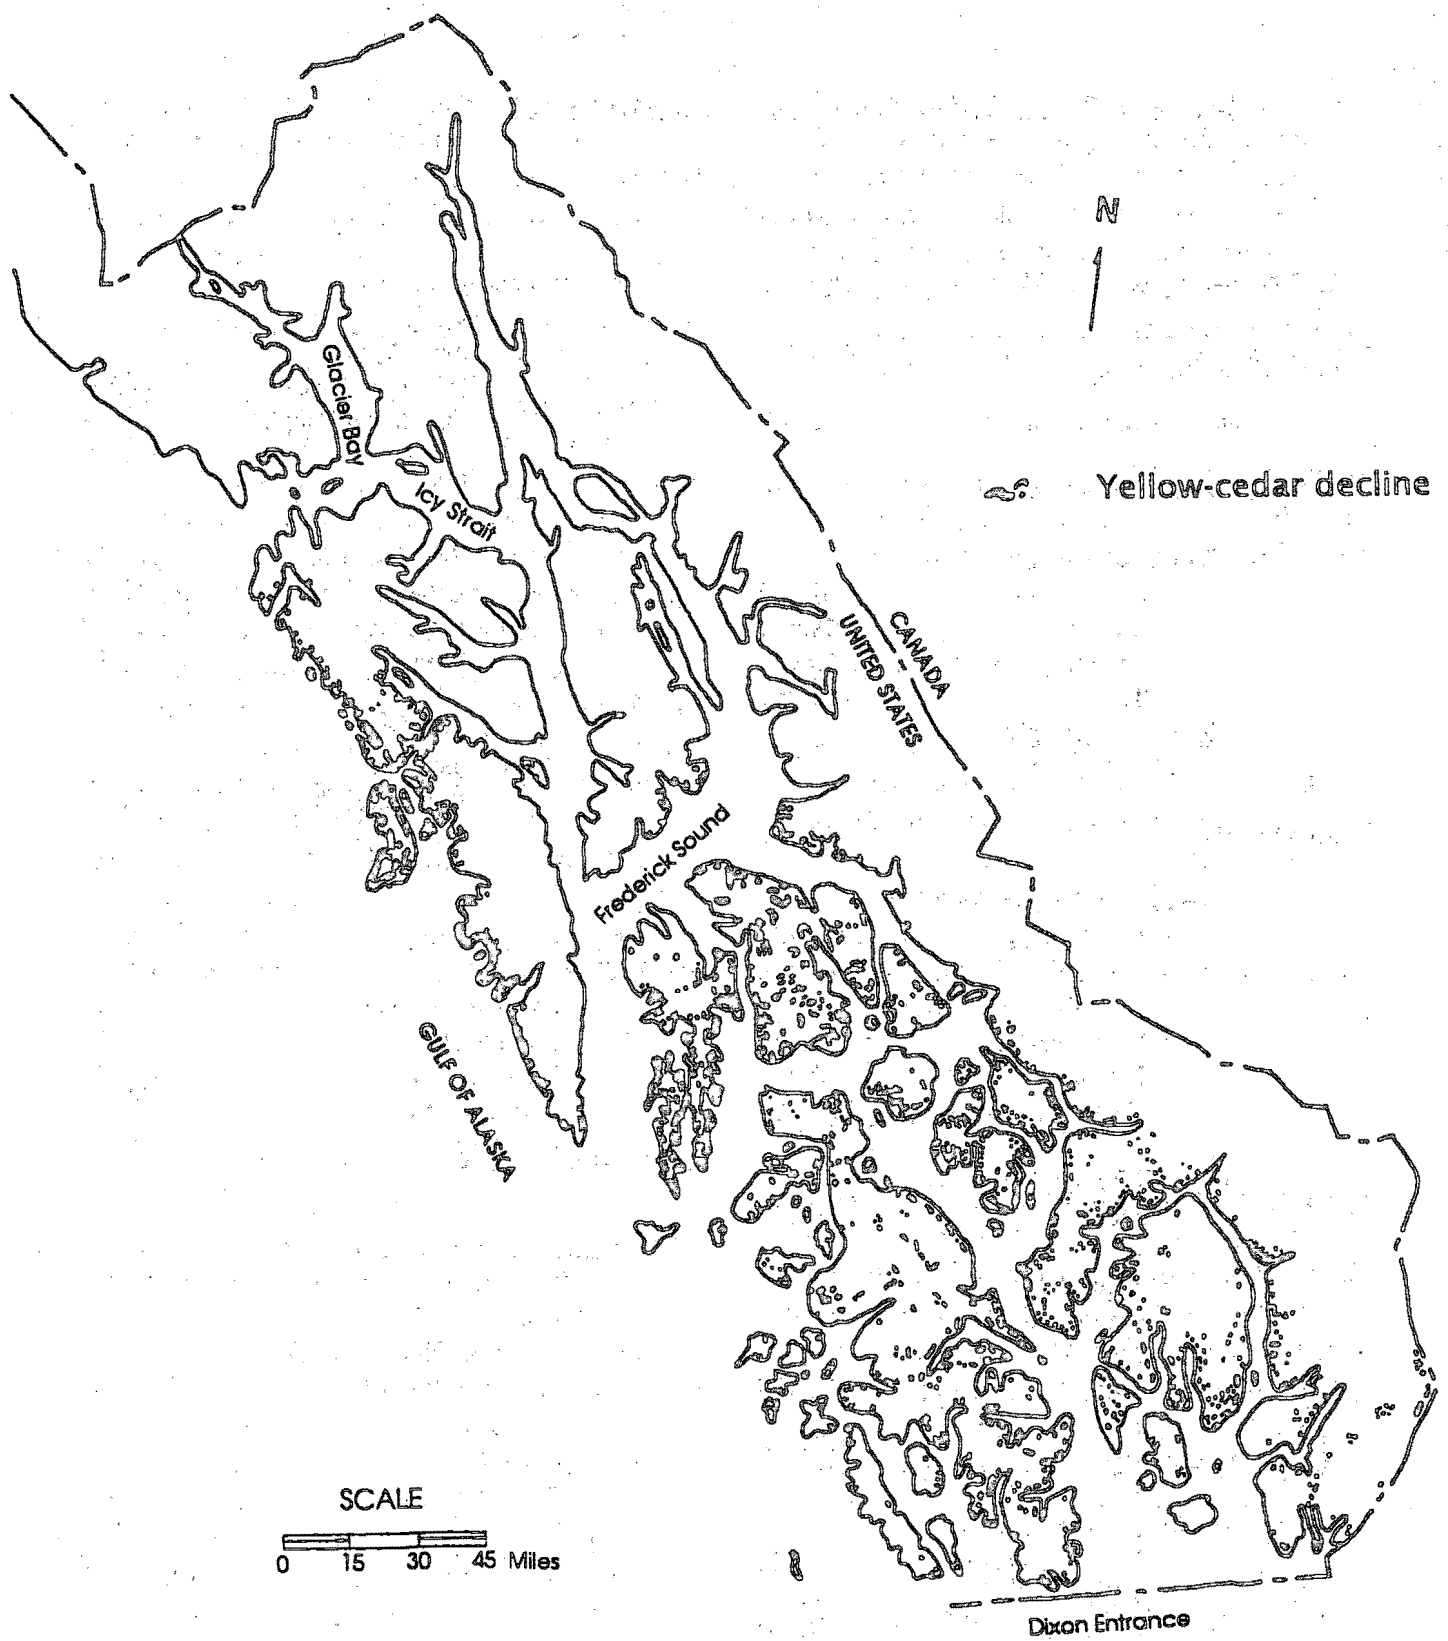 N
Glacier Bay
Icy Strait
Yellow-cedar decline
CANADA
UNITED STATES
Frederick Sound
GULF OF ALASKA
SCALE
0 15 30 45 Miles
Dixon Entrance